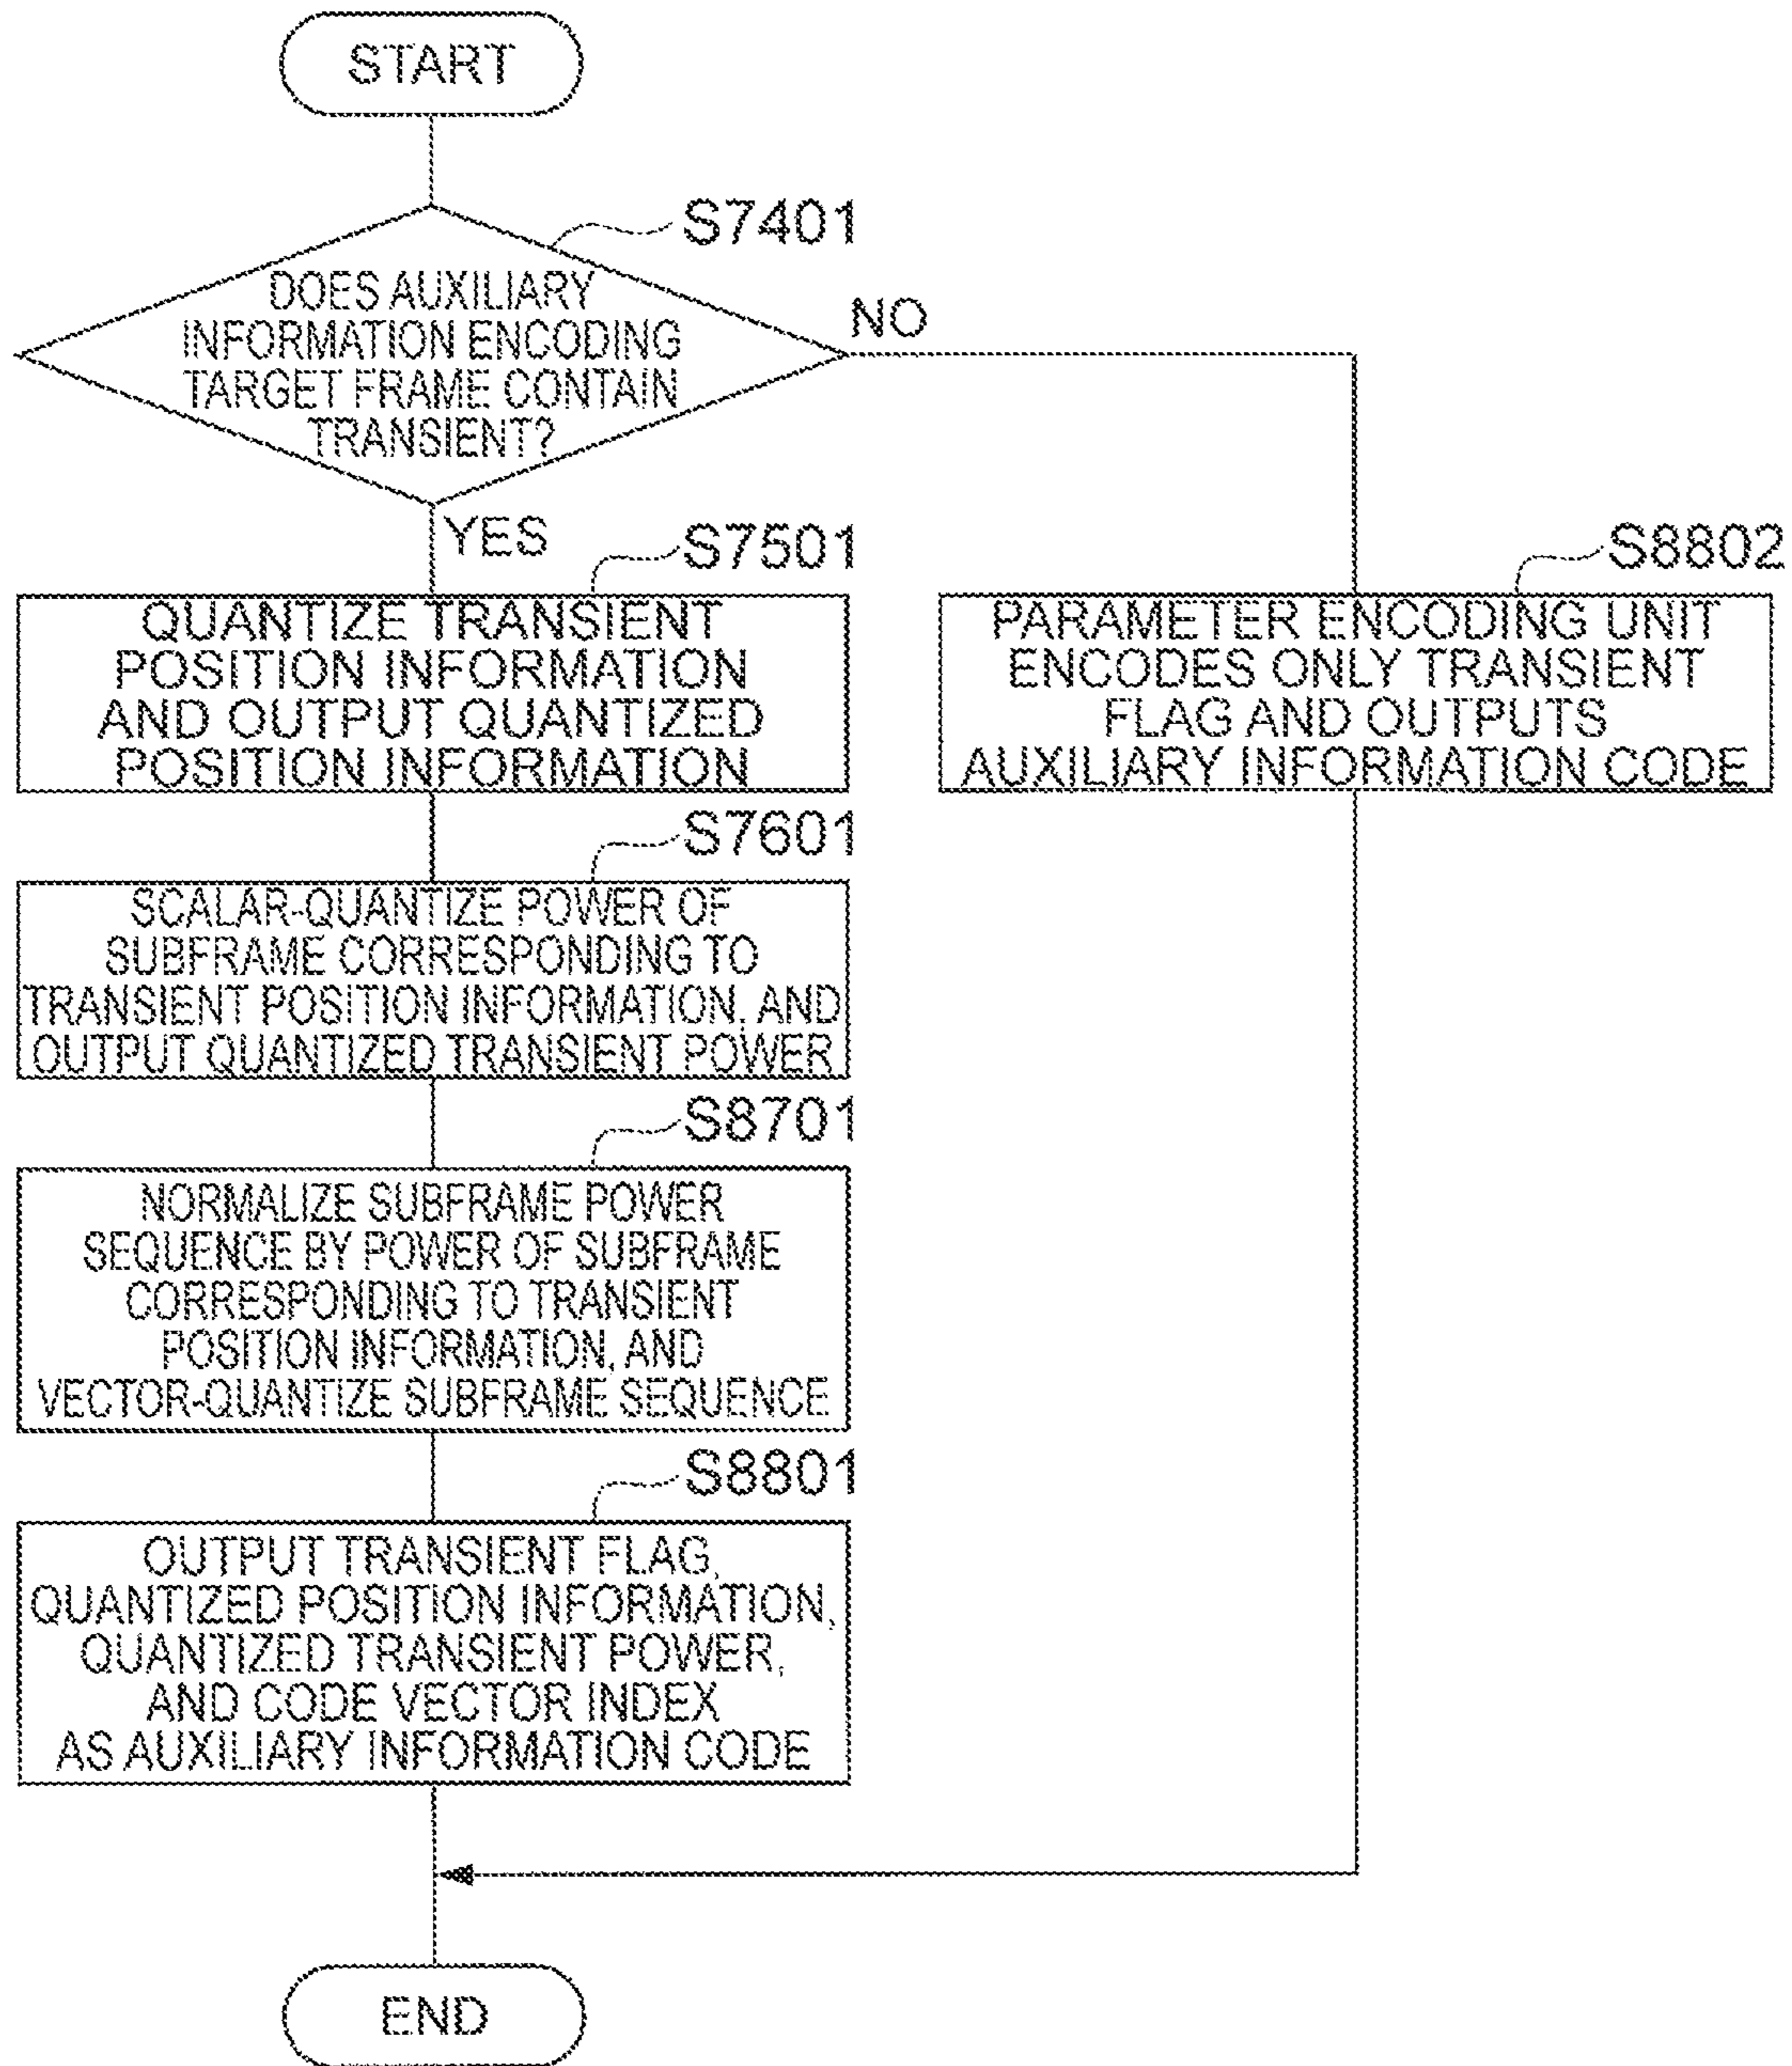 START
S7401
DOES AUXILIARY
INFORMATION ENCODING
TARGET FRAME CONTAIN
TRANSIENT?
NO
YES
S7501
QUANTIZE TRANSIENT
POSITION INFORMATION
AND OUTPUT QUANTIZED
POSITION INFORMATION
S8802
PARAMETER ENCODING UNIT
ENCODES ONLY TRANSIENT
FLAG AND OUTPUTS
AUXILIARY INFORMATION CODE
S7601
SCALAR-QUANTIZE POWER OF
SUBFRAME CORRESPONDING TO
TRANSIENT POSITION INFORMATION, AND
OUTPUT QUANTIZED TRANSIENT POWER
S8701
NORMALIZE SUBFRAME POWER
SEQUENCE BY POWER OF SUBFRAME
CORRESPONDING TO TRANSIENT
POSITION INFORMATION, AND
VECTOR-QUANTIZE SUBFRAME SEQUENCE
S8801
OUTPUT TRANSIENT FLAG,
QUANTIZED POSITION INFORMATION,
QUANTIZED TRANSIENT POWER,
AND CODE VECTOR INDEX
AS AUXILIARY INFORMATION CODE
END